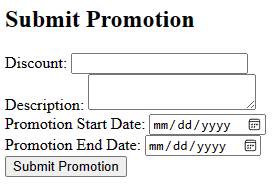 Submit Promotion
Discount:
Description:
Promotion Start Date: mm/dd/yyyy
Promotion End Date: mm/dd/yyyy
Submit Promotion